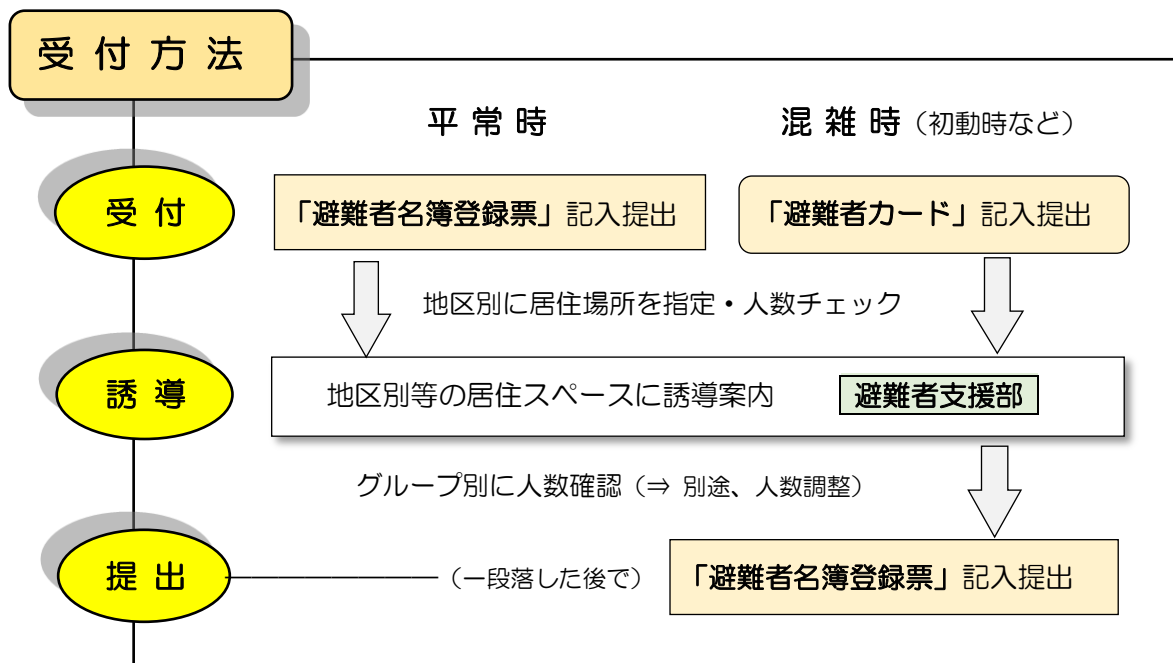 受付方法
平常時 混雑時（初動時など）
受付 「避難者名簿登録票」記入提出 「避難者カード」記入提出
地区別に居住場所を指定・人数チェック
誘導 地区別等の居住スペースに誘導案内 避難者支援部
グループ別に人数確認（⇒ 別途、人数調整）
提出 （一段落した後で） 「避難者名簿登録票」記入提出